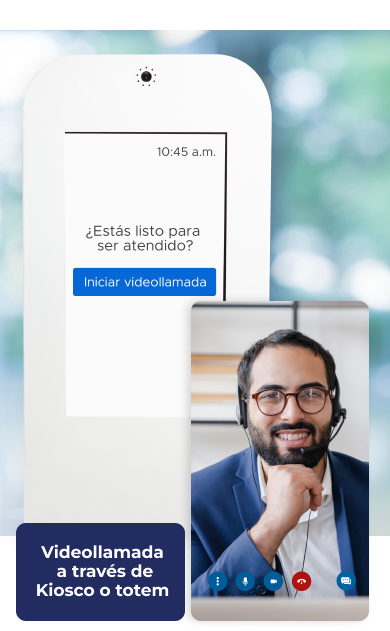 10:45 a.m.
¿Estás listo para
ser atendido?
Iniciar videollamada
Videollamada
a través de
Kiosco o totem